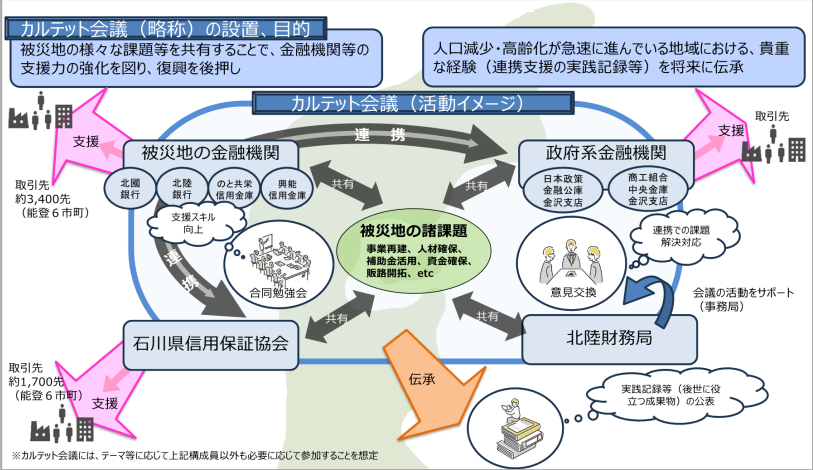 カルテット会議（略称）の設置、目的
被災地の様々な課題等を共有することで、金融機関等の
支援力の強化を図り、復興を後押し
人口減少・高齢化が急速に進んでいる地域における、貴重
な経験（連携支援の実践記録等）を将来に伝承
カルテット会議（活動イメージ）
連　携
支援
取引先
約3,400先
（能登６市町）
被災地の金融機関
北國
銀行
北陸
銀行
のと共栄
信用金庫
興能
信用金庫
支援スキル
向上
合同勉強会
連　携
共有
共有
共有
共有
被災地の諸課題
事業再建、人材確保、
補助金活用、資金確保、
販路開拓、etc
政府系金融機関
日本政策
金融公庫
金沢支店
商工組合
中央金庫
金沢支店
支援
取引先
連携での課題
解決対応
意見交換
会議の活動をサポート
（事務局）
石川県信用保証協会
北陸財務局
取引先
約1,700先
（能登６市町）
支援
伝承
実践記録等（後世に役
立つ成果物）の公表
※カルテット会議には、テーマ等に応じて上記構成員以外も必要に応じて参加することを想定